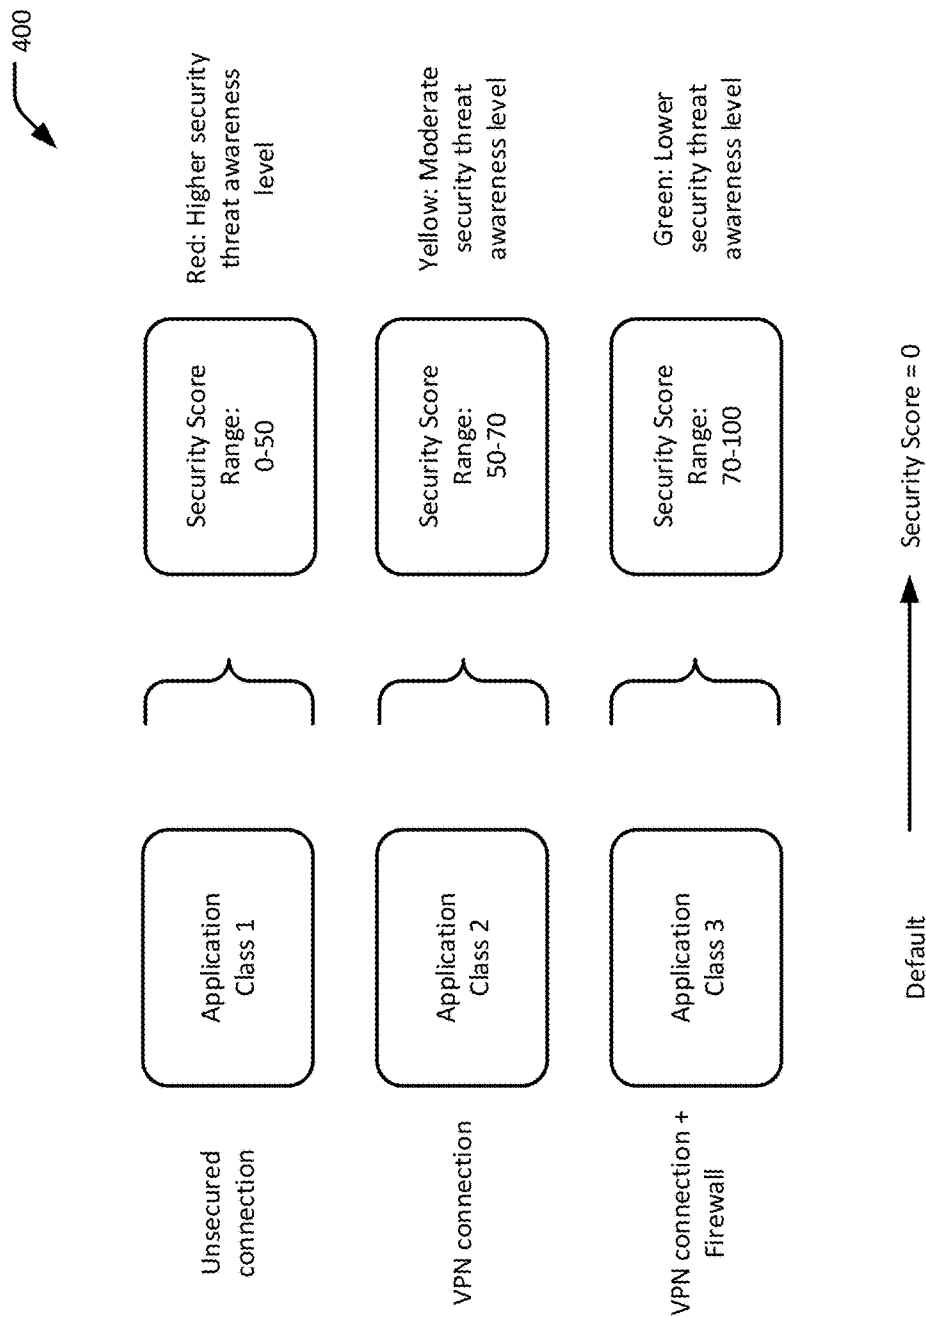 400
Unsecured
connection
Application
Class 1
Security Score
Range:
0-50
Red: Higher security
threat awareness
level
VPN connection
Application
Class 2
Security Score
Range:
50-70
Yellow: Moderate
security threat
awareness level
VPN connection +
Firewall
Application
Class 3
Security Score
Range:
70-100
Green: Lower
security threat
awareness level
Default
Security Score = 0